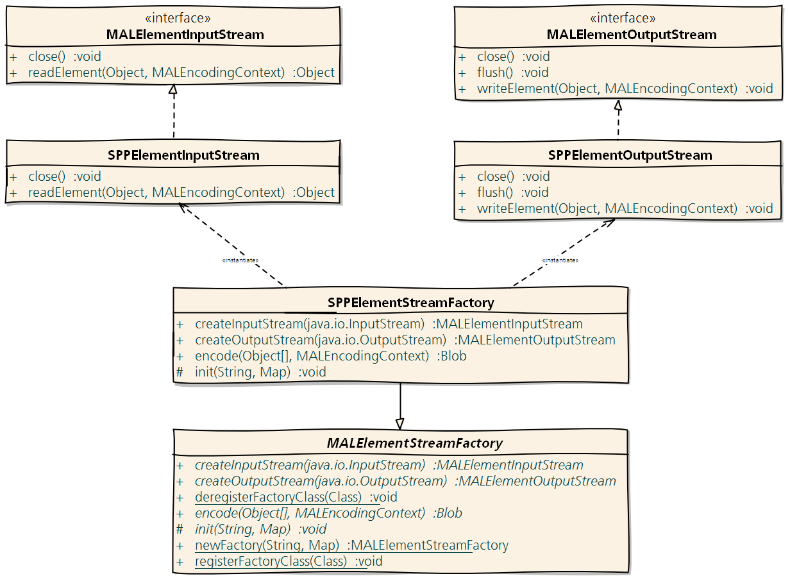 «interface»
MALElementInputStream
+ close() :void
+ readElement(Object, MALEncodingContext) :Object
«interface»
MALElementOutputStream
+ close() :void
+ flush() :void
+ writeElement(Object, MALEncodingContext) :void
SPPElementInputStream
+ close() :void
+ readElement(Object, MALEncodingContext) :Object
SPPElementOutputStream
+ close() :void
+ flush() :void
+ writeElement(Object, MALEncodingContext) :void
«instantiate»
«instantiate»
SPPElementStreamFactory
+ createInputStream(java.io.InputStream) :MALElementInputStream
+ createOutputStream(java.io.OutputStream) :MALElementOutputStream
+ encode(Object[], MALEncodingContext) :Blob
# init(String, Map) :void
MALElementStreamFactory
+ createInputStream(java.io.InputStream) :MALElementInputStream
+ createOutputStream(java.io.OutputStream) :MALElementOutputStream
+ deregisterFactoryClass(Class) :void
+ encode(Object[], MALEncodingContext) :Blob
# init(String, Map) :void
+ newFactory(String, Map) :MALElementStreamFactory
+ registerFactoryClass(Class) :void